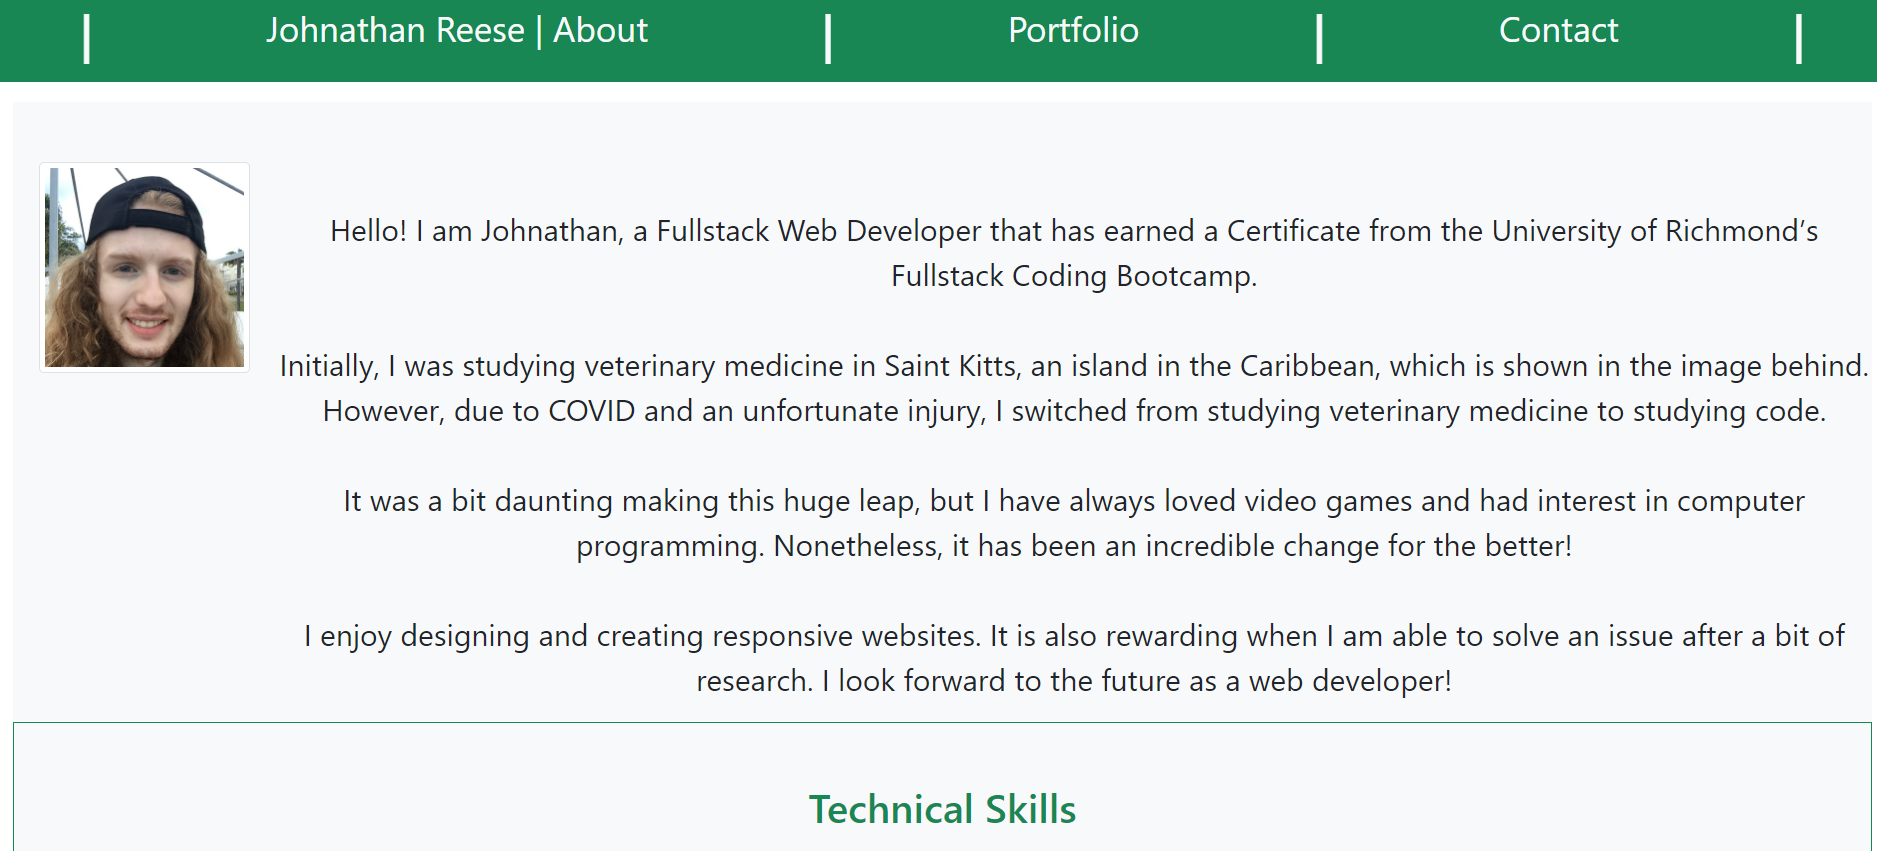 Johnathan Reese | About
Portfolio
Contact
Hello! I am Johnathan, a Fullstack Web Developer that has earned a Certificate from the University of Richmond’s
Fullstack Coding Bootcamp.
Initially, I was studying veterinary medicine in Saint Kitts, an island in the Caribbean, which is shown in the image behind.
However, due to COVID and an unfortunate injury, I switched from studying veterinary medicine to studying code.
It was a bit daunting making this huge leap, but I have always loved video games and had interest in computer
programming. Nonetheless, it has been an incredible change for the better!
I enjoy designing and creating responsive websites. It is also rewarding when I am able to solve an issue after a bit of
research. I look forward to the future as a web developer!
Technical Skills